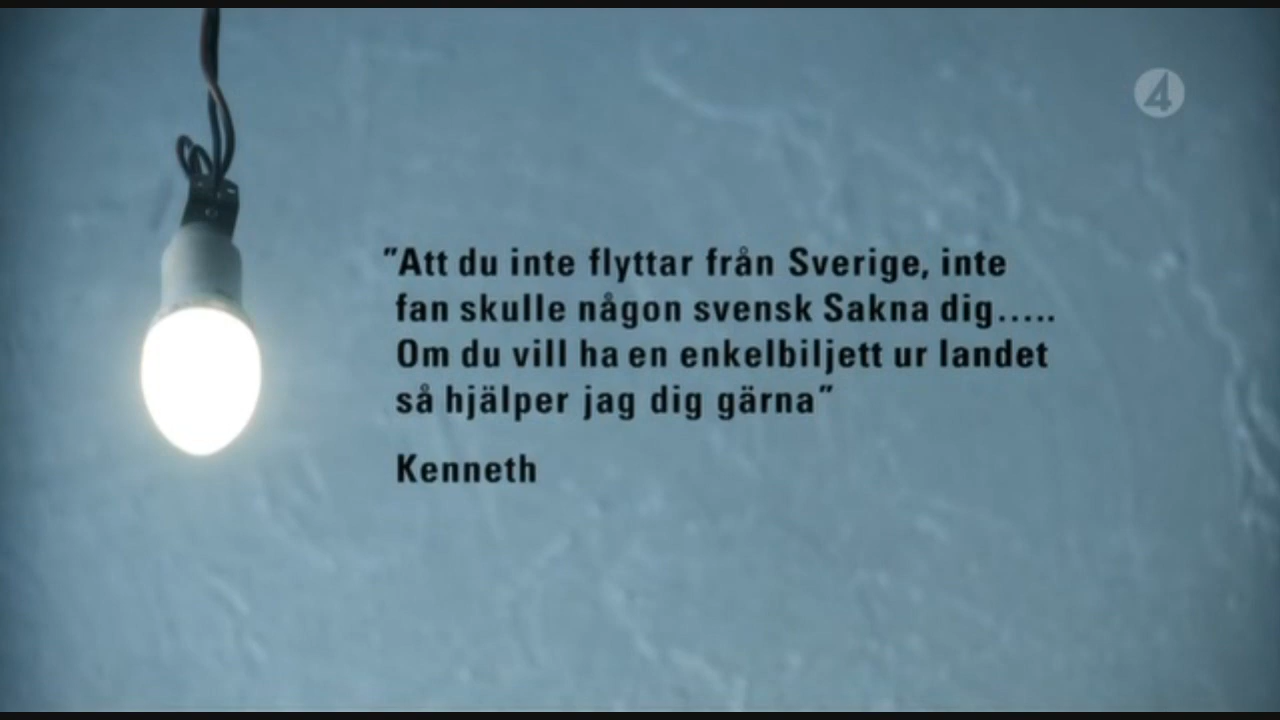 4
"Att du inte flyttar från Sverige, inte
fan skulle någon svensk Sakna dig.....
Om du vill ha en enkelbiljett ur landet
så hjälper jag dig gärna"
Kenneth